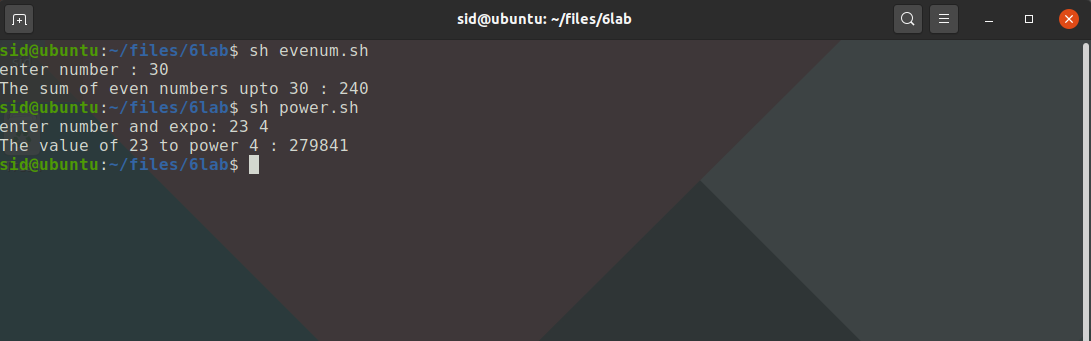 sid@ubuntu: ~/files/6lab
sid@ubuntu:~/files/6lab$ sh evenum.sh
enter number : 30
The sum of even numbers upto 30 : 240
sid@ubuntu:~/files/6lab$ sh power.sh
enter number and expo: 23 4
The value of 23 to power 4 : 279841
sid@ubuntu:~/files/6lab$